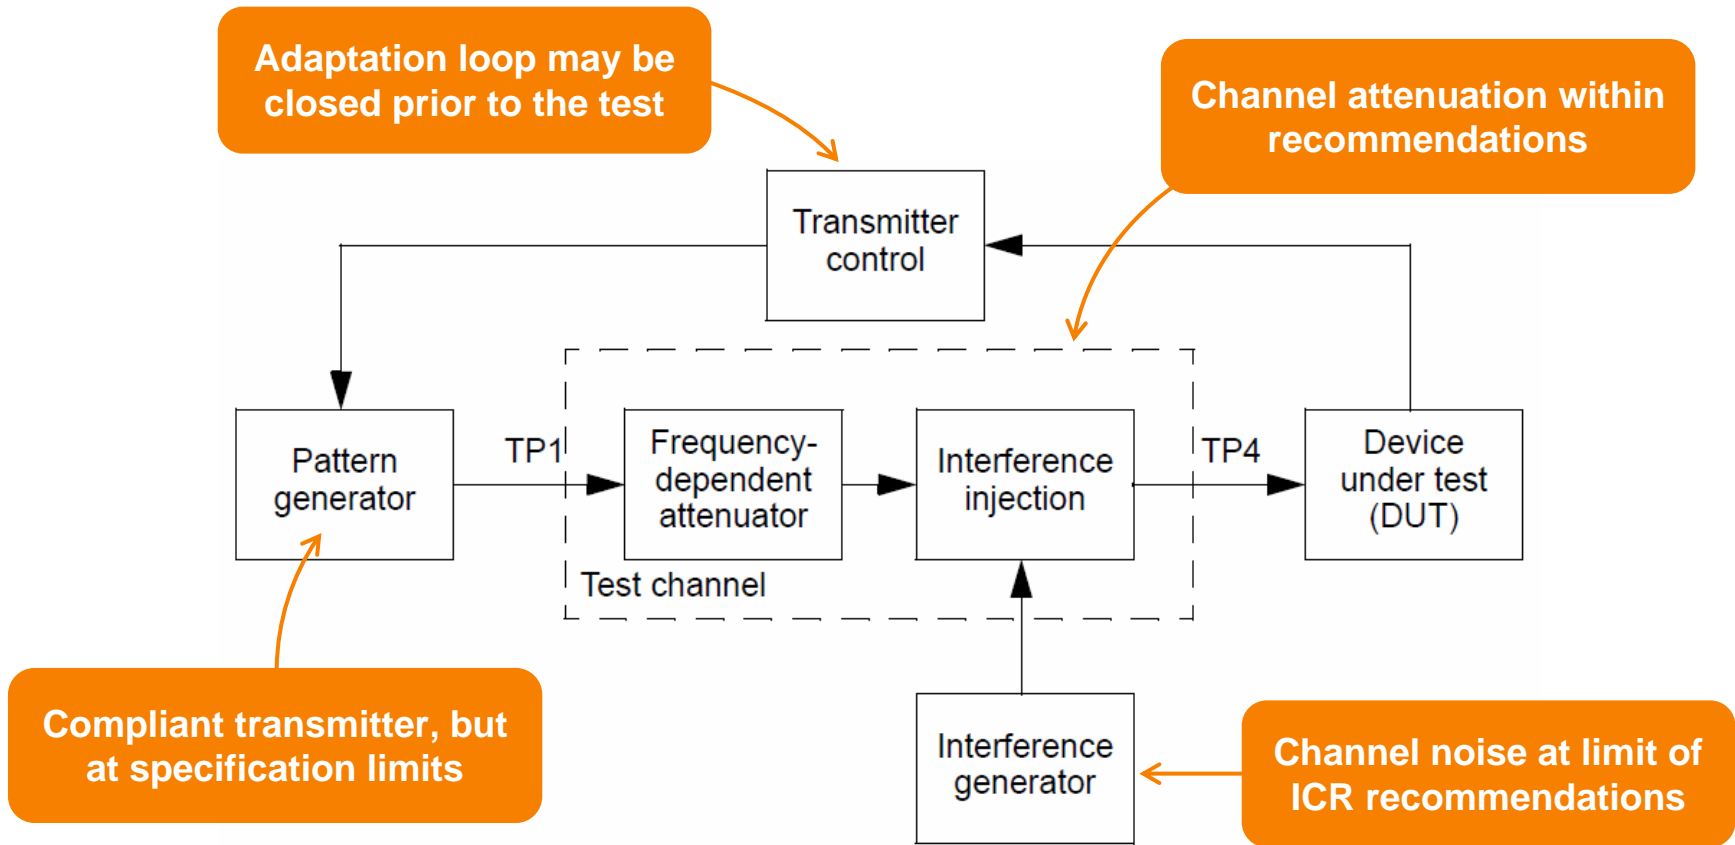 Adaptation loop may be
closed prior to the test
Channel attenuation within
recommendations
Transmitter
control
Pattern
generator
TP1
Frequency-
dependent
attenuator
Interference
injection
TP4
Device
under test
(DUT)
Test channel
Compliant transmitter, but
at specification limits
Interference
generator
Channel noise at limit of
ICR recommendations